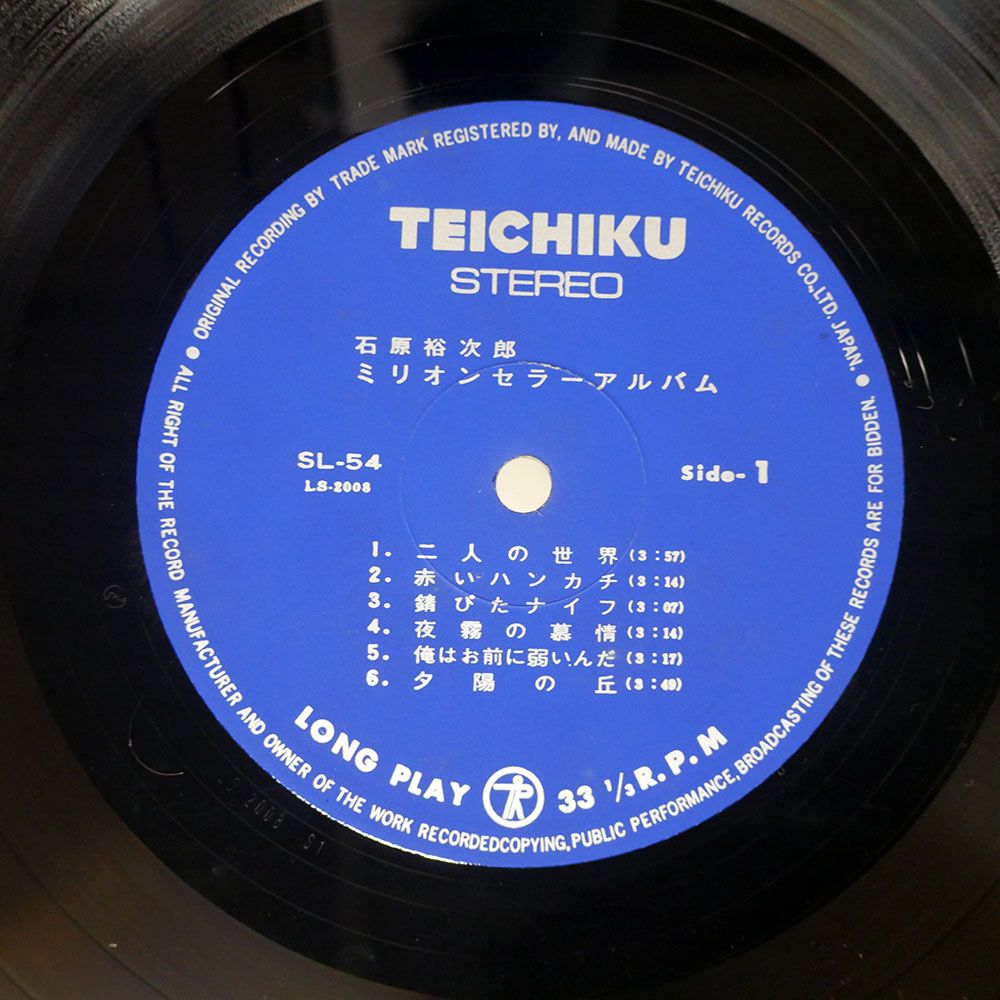 ● ORIGINAL RECORDING BY TRADE MARK REGISTERED BY, AND MADE BY TEICHIKU RECORDS CO.,LTD. JAPAN. ●
TEICHIKU
STEREO
石原裕次郎
ミリオンセラーアルバム
SL-54
LS-2008
Side-1
1. 二人の世界 (3:57)
2. 赤いハンカチ (3:14)
3. 錆びたナイフ (3:07)
4. 夜霧の慕情 (3:14)
5. 俺はお前に弱いんだ (3:17)
6. 夕陽の丘 (3:49)
LONG PLAY
33 1/3 R.P.M
ALL RIGHT OF THE RECORD MANUFACTURER AND OWNER OF THE WORK RECORDEDCOPYING, PUBLIC PERFORMANCE, BROADCASTING OF THESE RECORDS ARE FOR BIDDEN.
2008 S1